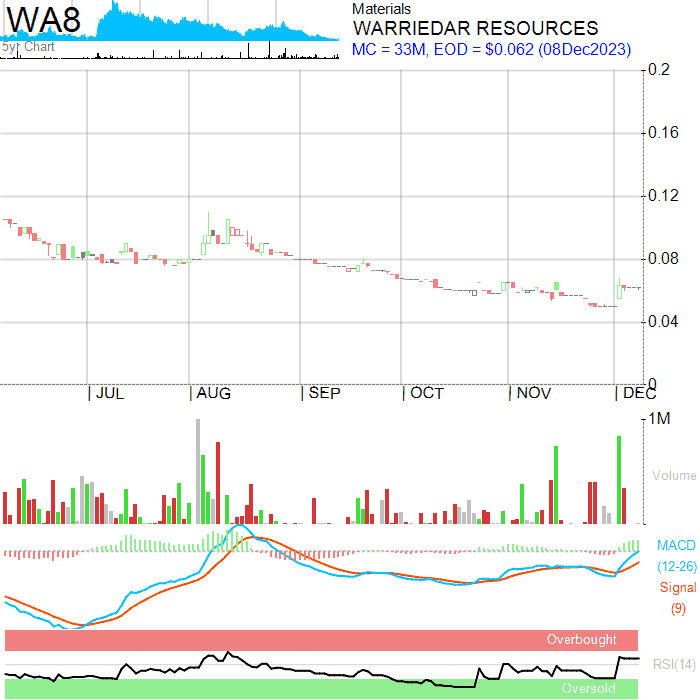 WA8
5yr Chart
Materials
WARRIEDAR RESOURCES
MC = 33M, EOD = $0.062 (08Dec2023)
0.2
0.16
0.12
0.08
0.04
0
JUL AUG SEP OCT NOV DEC
1M
Volume
MACD
(12-26)
Signal
(9)
Overbought
RSI(14)
Oversold